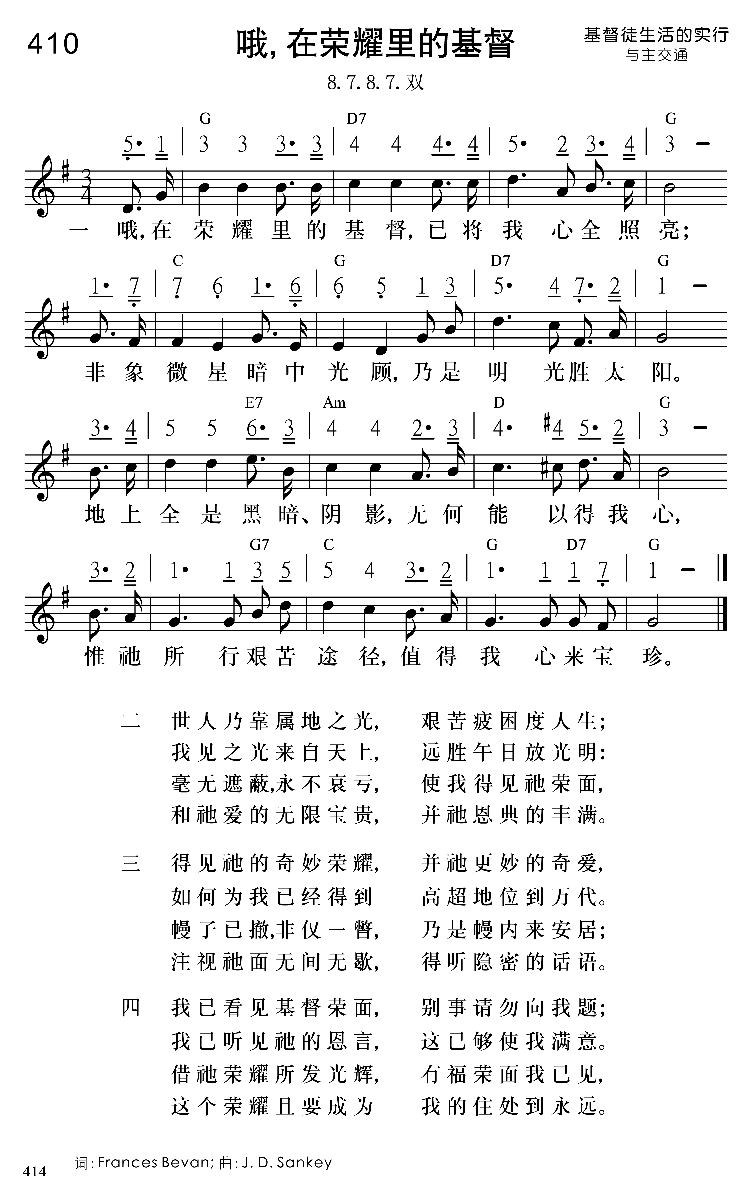 410
哦,在荣耀里的基督
基督徒生活的实行
与主交通
8.7.8.7.双
G D7 G
5• 1 | 3 3 3• 3 | 4 4 4• 4 | 5• 2 3• 4 | 3 –
3
4
一 哦,在 荣 耀 里 的 基 督,已 将 我 心 全 照 亮;
C G D7 G
1• 7 | 7 6 1• 6 | 6 5 1 3 | 5• 4 7• 2 | 1 –
非 象 微 星 暗 中 光 顾,乃 是 明 光 胜 太 阳。
E7 Am D G
3• 4 | 5 5 6• 3 | 4 4 2• 3 | 4• #4 5• 2 | 3 –
地 上 全 是 黑 暗、阴 影,无 何 能 以 得 我 心,
G7 C G D7 G
3• 2 | 1• 1 3 5 | 5 4 3• 2 | 1• 1 1 7 | 1 –
惟 祂 所 行 艰 苦 途 径,值 得 我 心 来 宝 珍。
二 世人乃靠属地之光, 艰苦疲困度人生;
我见之光来自天上, 远胜午日放光明:
毫无遮蔽,永不衰亏, 使我得见祂荣面,
和祂爱的无限宝贵, 并祂恩典的丰满。
三 得见祂的奇妙荣耀, 并祂更妙的奇爱,
如何为我已经得到 高超地位到万代。
幔子已撤,非仅一瞥, 乃是幔内来安居;
注视祂面无间无歇, 得听隐密的话语。
四 我已看见基督荣面, 别事请勿向我题;
我已听见祂的恩言, 这已够使我满意。
借祂荣耀所发光辉, 有福荣面我已见,
这个荣耀且要成为 我的住处到永远。
414 词:Frances Bevan; 曲:J. D. Sankey